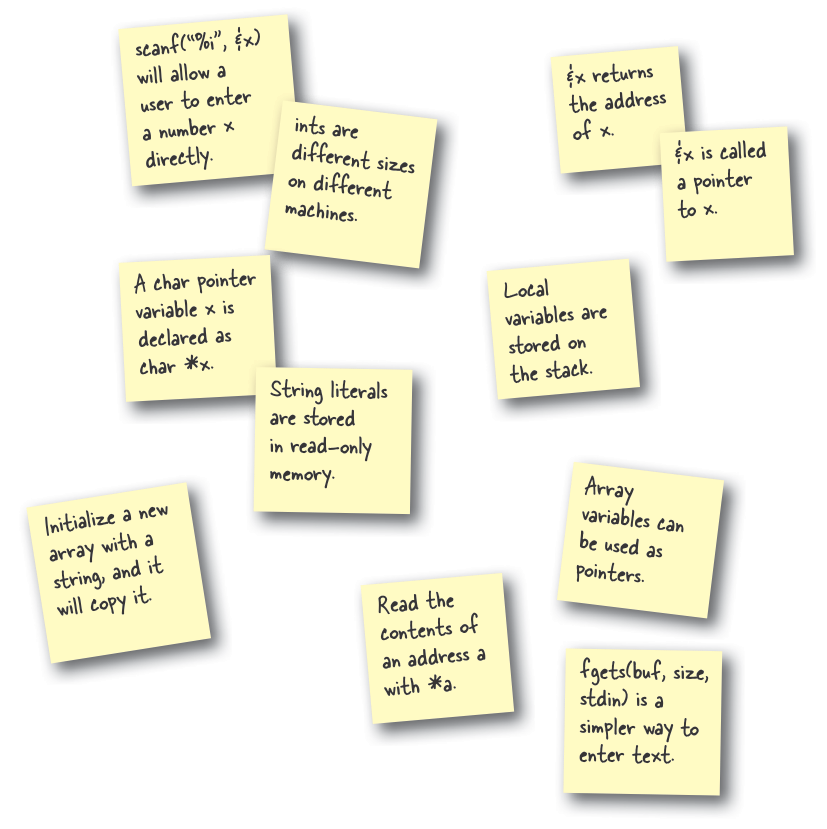 scanf("%i", &x)
will allow a
user to enter
a number x
directly.
ints are
different sizes
on different
machines.
&x returns
the address
of x.
&x is called
a pointer
to x.
A char pointer
variable x is
declared as
char *x.
Local
variables are
stored on
the stack.
String literals
are stored
in read-only
memory.
Initialize a new
array with a
string, and it
will copy it.
Array
variables can
be used as
pointers.
Read the
contents of
an address a
with *a.
fgets(buf, size,
stdin) is a
simpler way to
enter text.